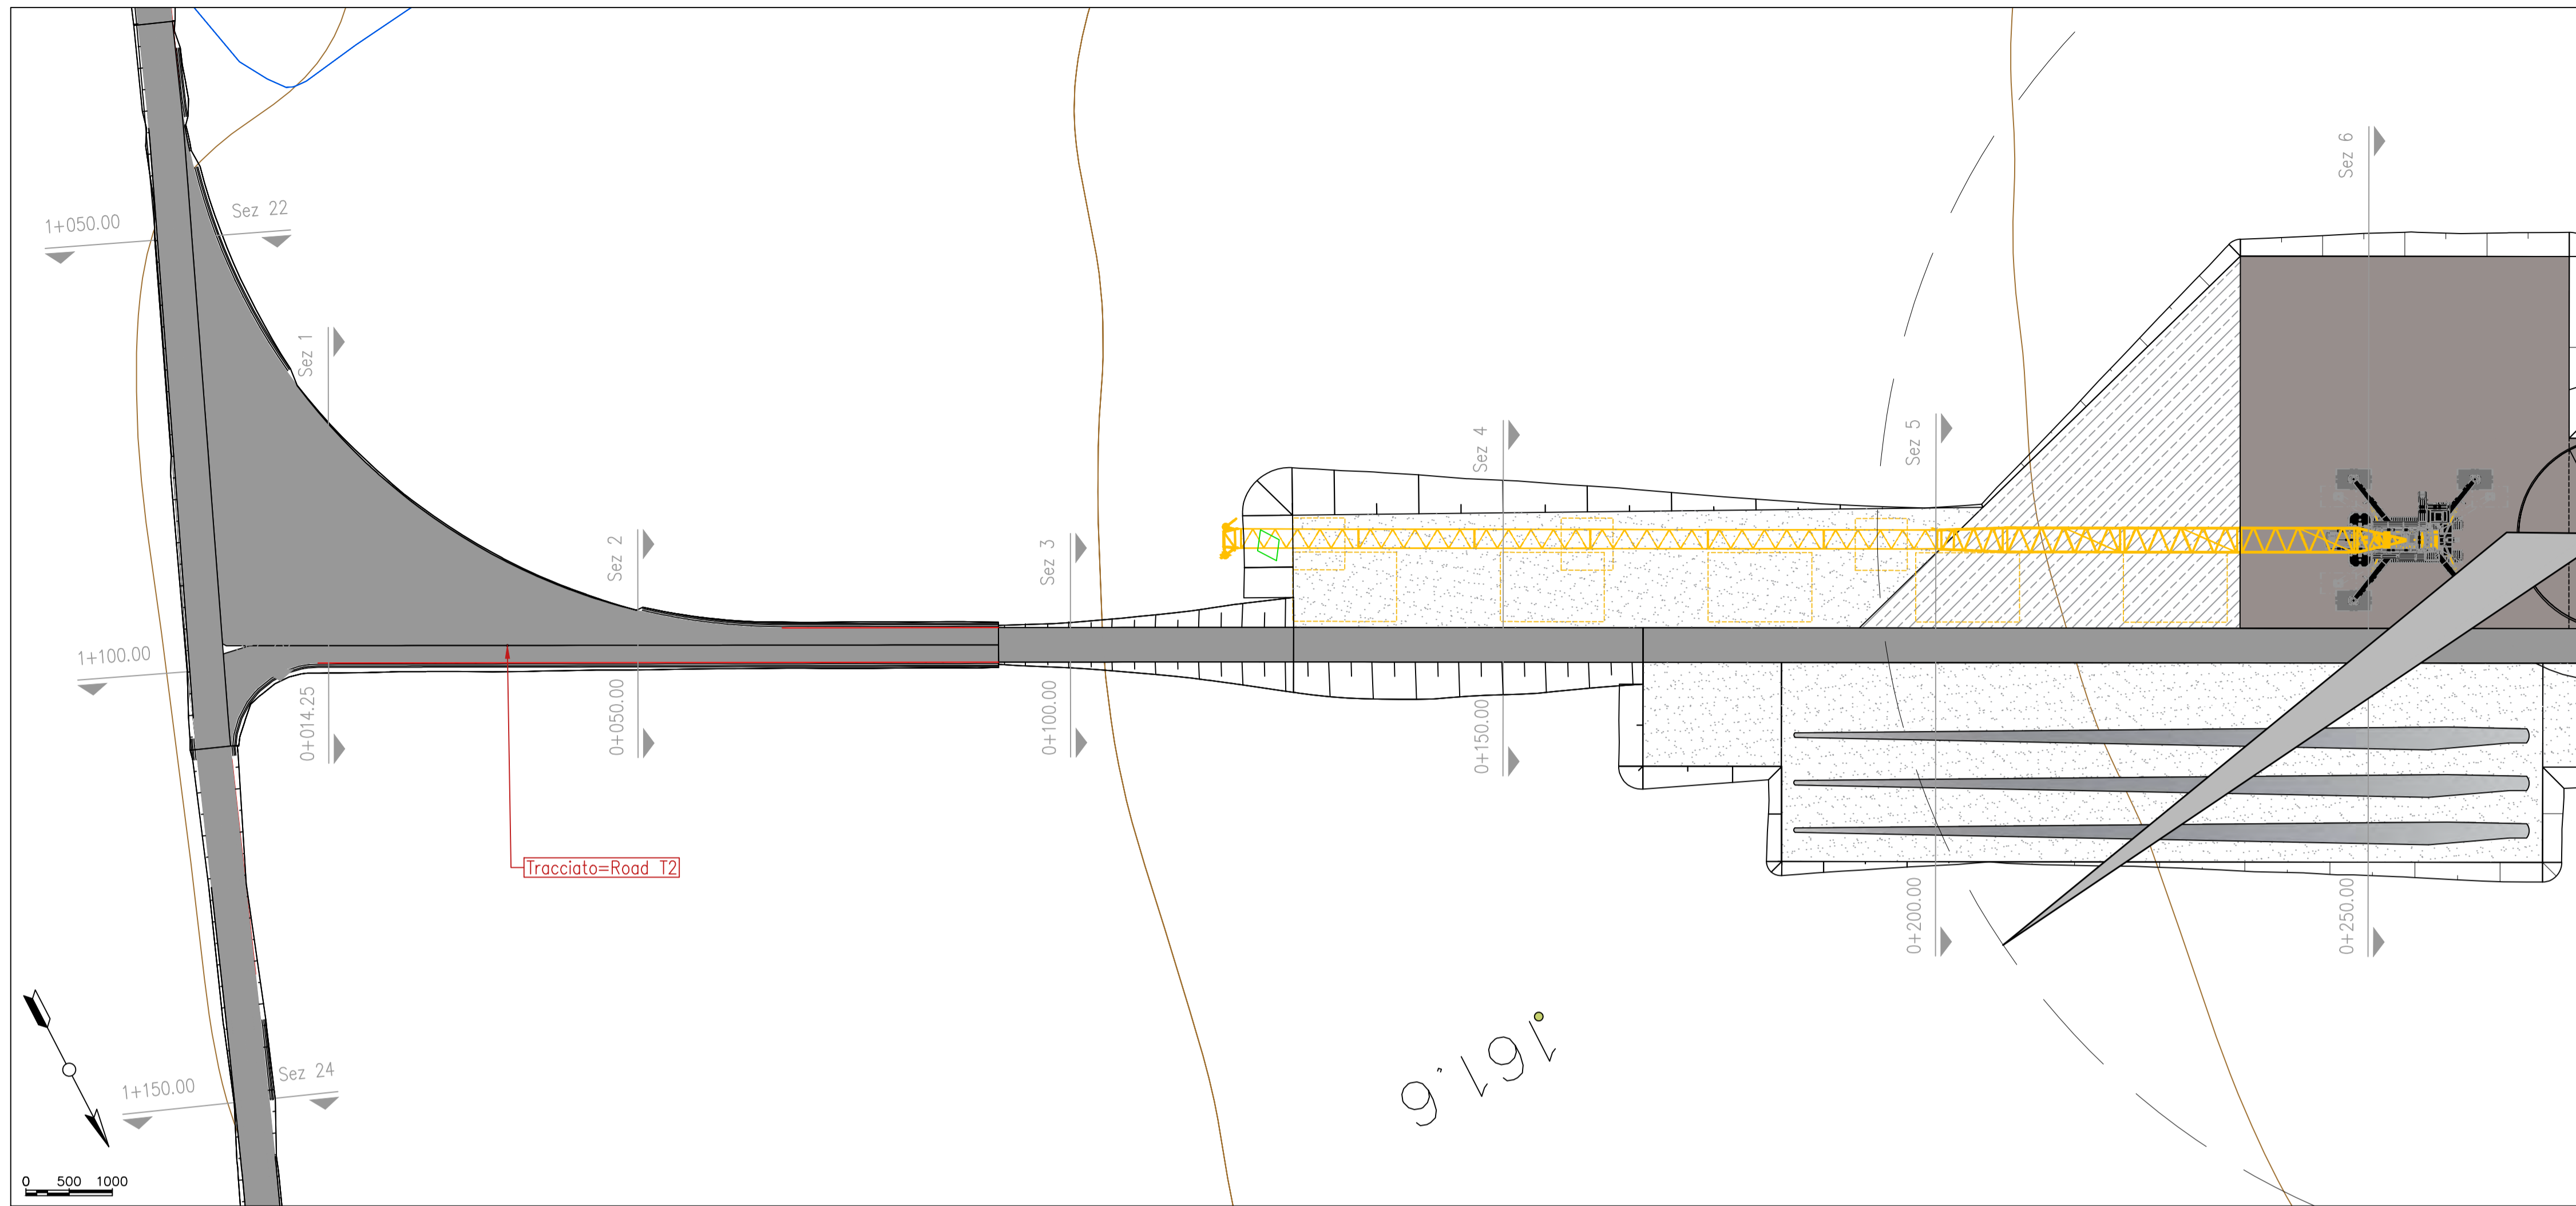 1+050.00
Sez 22
Sez 1
0+014.25
Sez 2
0+050.00
Sez 3
0+100.00
Sez 4
0+150.00
Sez 5
0+200.00
Sez 6
0+250.00
1+100.00
Tracciato=Road T2
161.6
1+150.00
Sez 24
0 500 1000